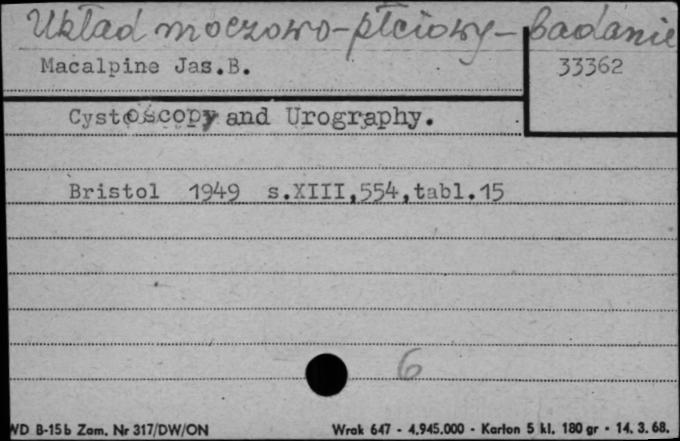 Układ moczowo-płciowy - badanie
Macalpine Jas.B.
33362
Cystoscopy and Urography.
Bristol 1949 s.XIII,554,tabl.15
6
WD B-15b Zam. Nr 317/DW/ON
Wrak 647 - 4.945.000 - Karton 5 kl. 180 gr - 14. 3. 68.